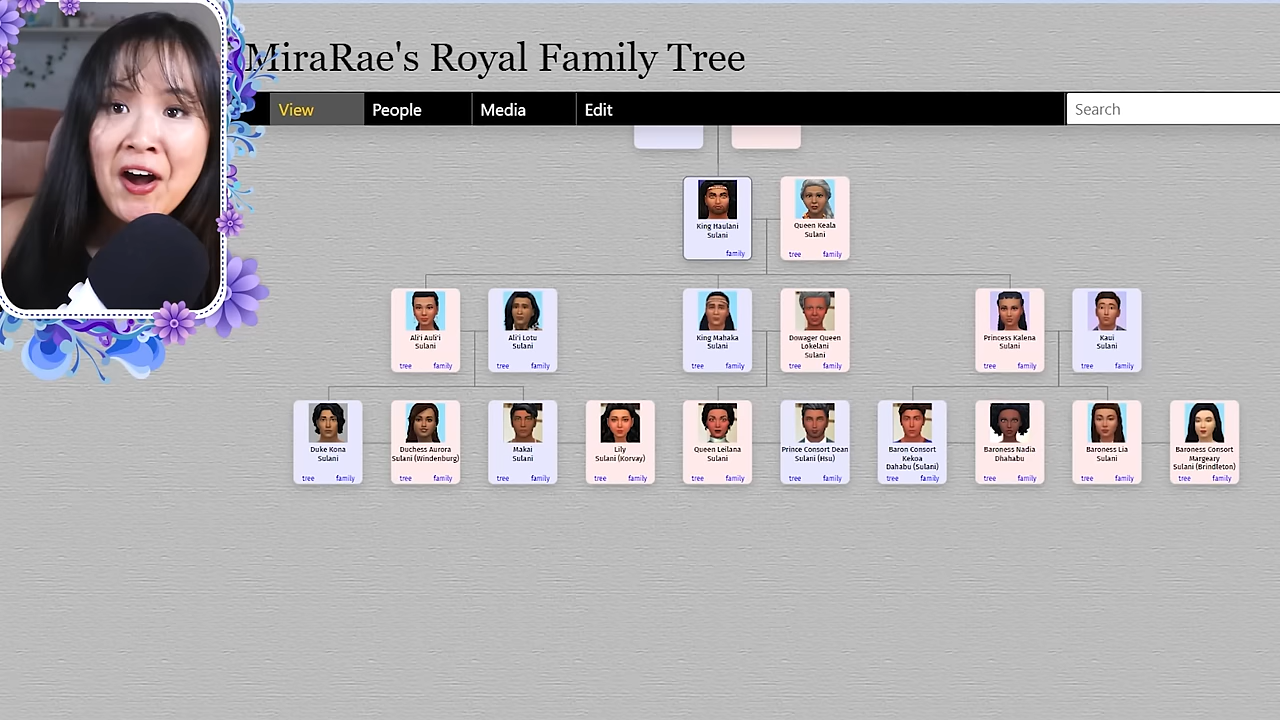 MiraRae's Royal Family Tree
View People Media Edit Search
King Haulani
Sulani
family
Queen Keala
Sulani
tree family
Ali'i Auli'i
Sulani
tree family
Ali'i Lotu
Sulani
tree family
King Mahaka
Sulani
tree family
Dowager Queen
Lokelani
Sulani
tree family
Princess Kalena
Sulani
tree family
Kaui
Sulani
tree family
Duke Kona
Sulani
tree family
Duchess Aurora
Sulani (Windenburg)
tree family
Makai
Sulani
tree family
Lily
Sulani (Korvay)
tree family
Queen Leilana
Sulani
tree family
Prince Consort Dean
Sulani (Hsu)
tree family
Baron Consort
Kekoa
Dahabu (Sulani)
tree family
Baroness Nadia
Dhahabu
tree family
Baroness Lia
Sulani
tree family
Baroness Consort
Margeary
Sulani (Brindleton)
tree family